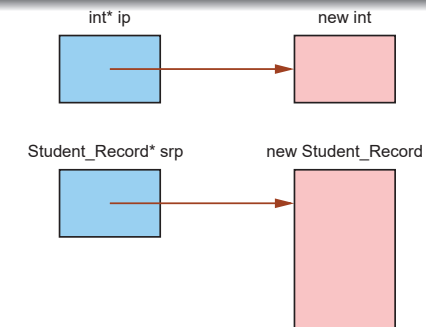 int* ip
new int
Student_Record* srp
new Student_Record